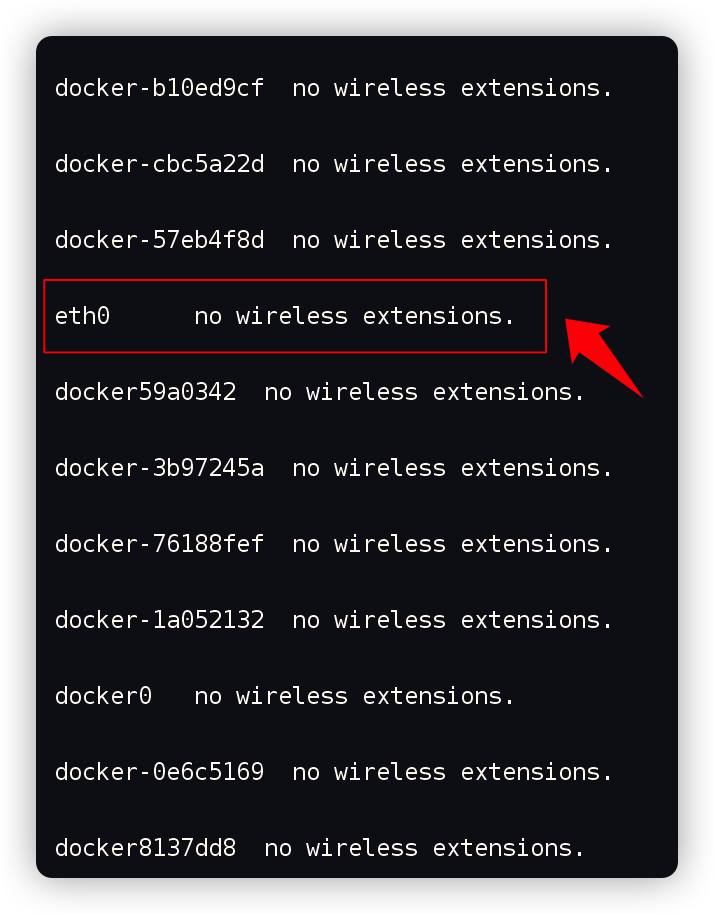 docker-b10ed9cf  no wireless extensions.
docker-cbc5a22d  no wireless extensions.
docker-57eb4f8d  no wireless extensions.
eth0      no wireless extensions.
docker59a0342  no wireless extensions.
docker-3b97245a  no wireless extensions.
docker-76188fef  no wireless extensions.
docker-1a052132  no wireless extensions.
docker0   no wireless extensions.
docker-0e6c5169  no wireless extensions.
docker8137dd8  no wireless extensions.